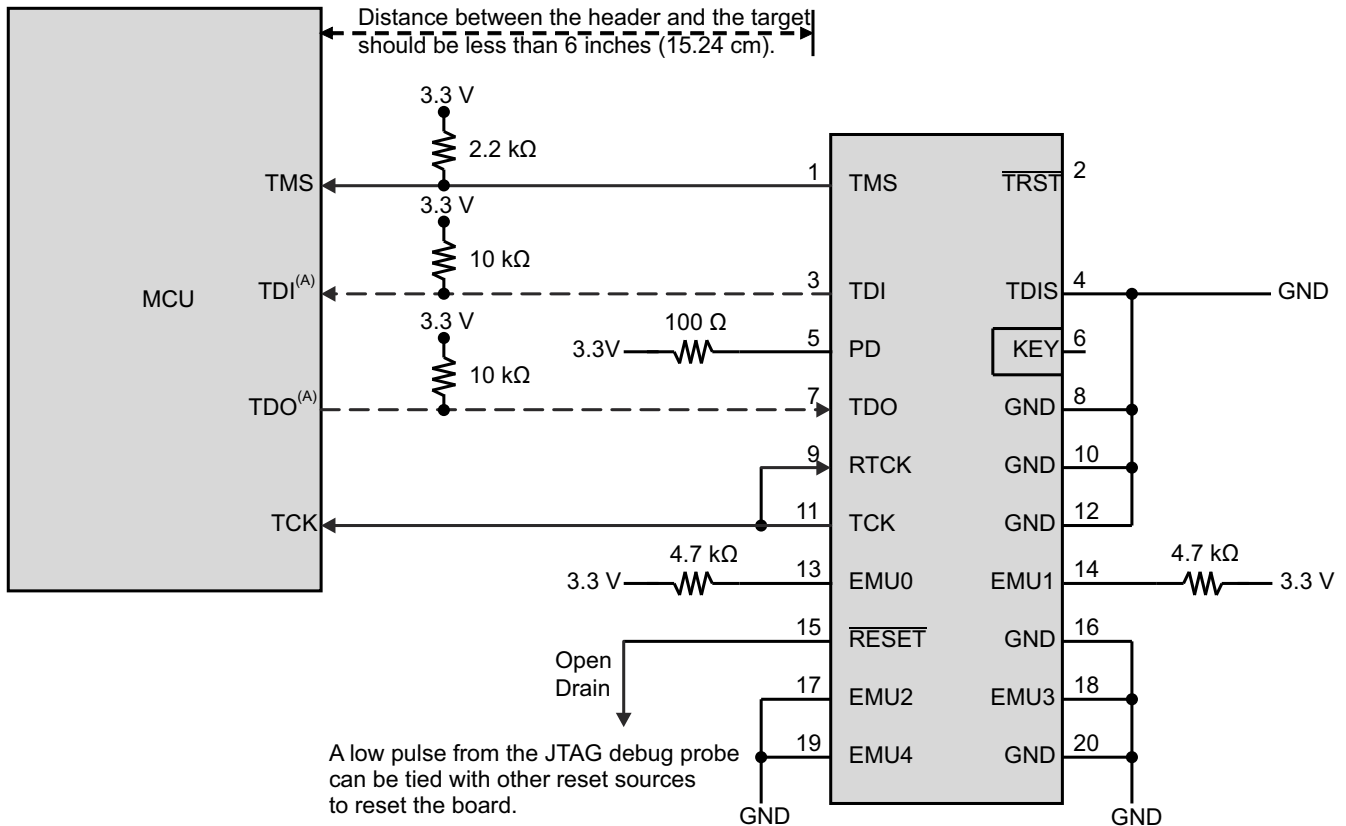 Distance between the header and the target
should be less than 6 inches (15.24 cm).
3.3 V
2.2 kΩ
TMS
1
TMS
TRST
2
3.3 V
10 kΩ
MCU
TDI(A)
3
TDI
TDIS
4
GND
3.3 V
100 Ω
3.3V
5
PD
KEY
6
10 kΩ
TDO(A)
7
TDO
GND
8
9
RTCK
GND
10
TCK
11
TCK
GND
12
4.7 kΩ
3.3 V
13
EMU0
EMU1
14
4.7 kΩ
3.3 V
15
RESET
GND
16
Open
Drain
17
EMU2
EMU3
18
A low pulse from the JTAG debug probe
can be tied with other reset sources
to reset the board.
19
EMU4
GND
20
GND
GND